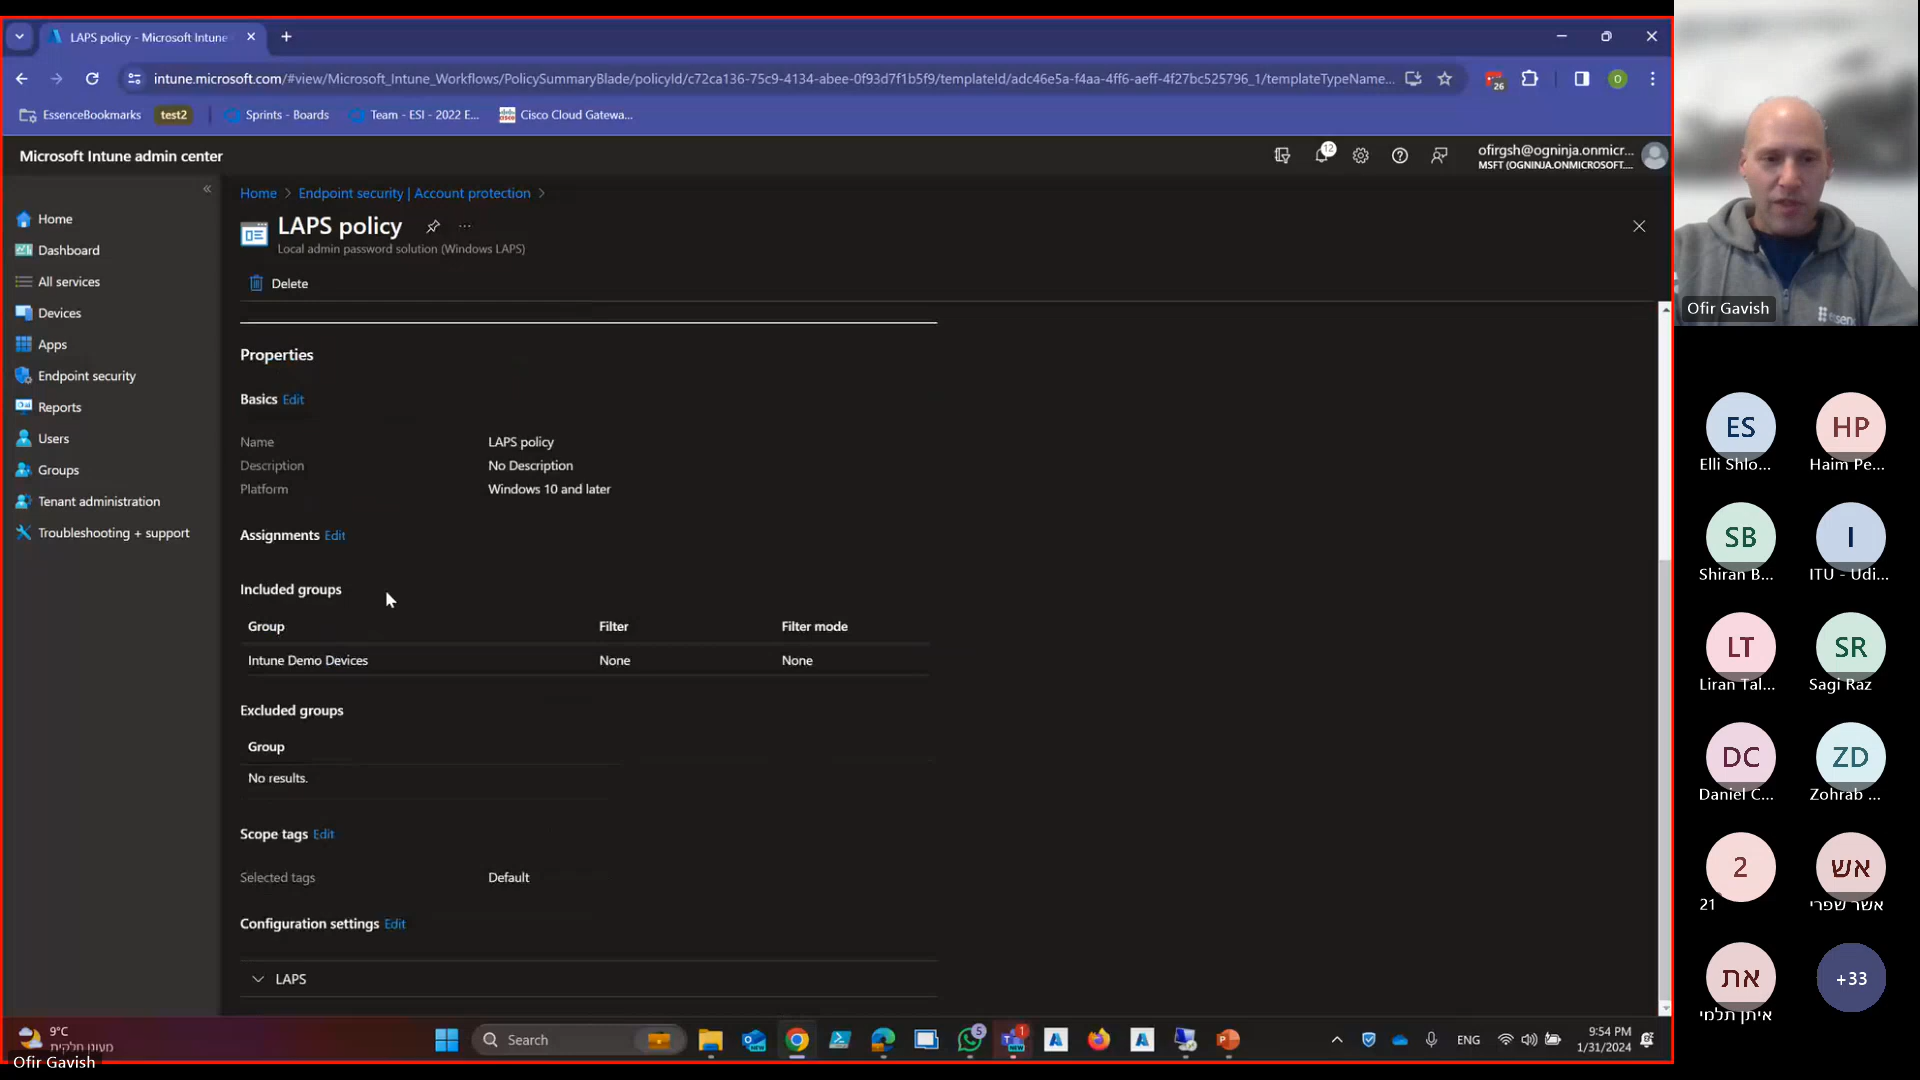 LAPS policy - Microsoft Intune
intune.microsoft.com/#view/Microsoft_Intune_Workflows/PolicySummaryBlade/policyId/c72ca136-75c9-4134-abee-0f93d7f1b5f9/templateId/adc46e5a-f4aa-4ff6-aeff-4f27bc525796_1/templateTypeName...
26
O
EssenceBookmarks
test2
Sprints - Boards
Team - ESI - 2022 E...
Cisco Cloud Gatewa...
Microsoft Intune admin center
12
ofirgsh@ogninja.onmicr...
MSFT (OGNINJA.ONMICROSOFT....
Home
Dashboard
All services
Devices
Apps
Endpoint security
Reports
Users
Groups
Tenant administration
Troubleshooting + support
Home > Endpoint security | Account protection >
LAPS policy
...
Local admin password solution (Windows LAPS)
Delete
Properties
Basics Edit
Name LAPS policy
Description No Description
Platform Windows 10 and later
Assignments Edit
Included groups
Group Filter Filter mode
Intune Demo Devices None None
Excluded groups
Group
No results.
Scope tags Edit
Selected tags Default
Configuration settings Edit
LAPS
9°C
מעונן חלקית
Search
5
1
NEW
ENG
9:54 PM
1/31/2024
Ofir Gavish
Ofir Gavish
ES
Elli Shlo...
HP
Haim Pe...
SB
Shiran B...
I
ITU - Udi...
LT
Liran Tal...
SR
Sagi Raz
DC
Daniel C...
ZD
Zohrab ...
2
21
אש
אשר שפרי
את
איתן תלמי
+33